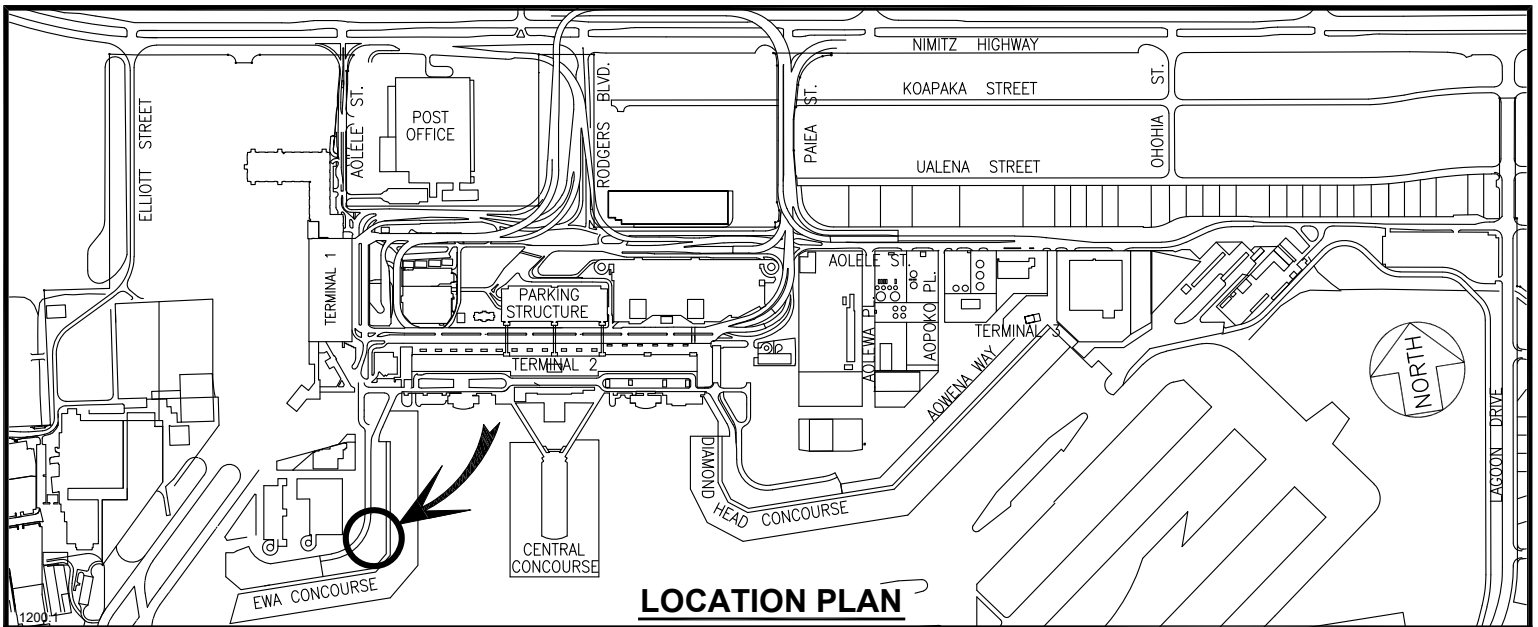 NIMITZ HIGHWAY
KOAPAKA STREET
OHOHIA ST.
UALENA STREET
PAIEA ST.
RODGERS BLVD.
AOLELE ST.
POST
OFFICE
ELLIOTT STREET
TERMINAL 1
PARKING
STRUCTURE
TERMINAL 2
AOLELE ST.
AOLEWA PL.
AOPOKO PL.
TERMINAL 3
AOWENA WAY
NORTH
LAGOON DRIVE
DIAMOND
HEAD CONCOURSE
CENTRAL
CONCOURSE
EWA CONCOURSE
LOCATION PLAN
1200.1